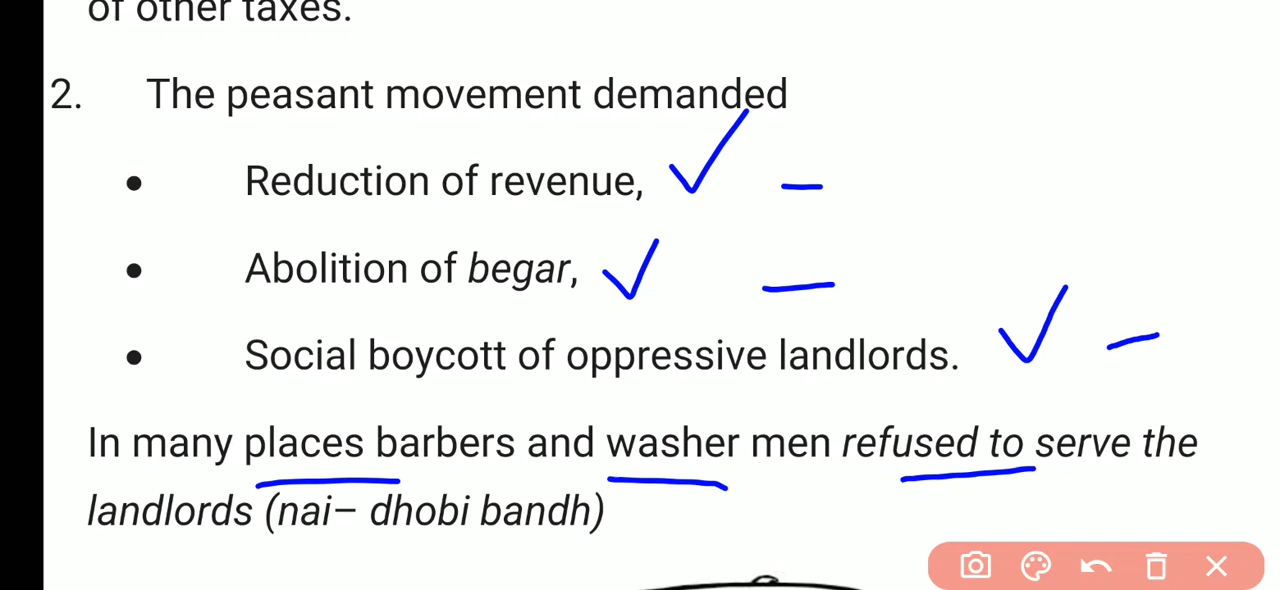 of other taxes.
2. The peasant movement demanded
• Reduction of revenue,
• Abolition of begar,
• Social boycott of oppressive landlords.
In many places barbers and washer men refused to serve the
landlords (nai– dhobi bandh)